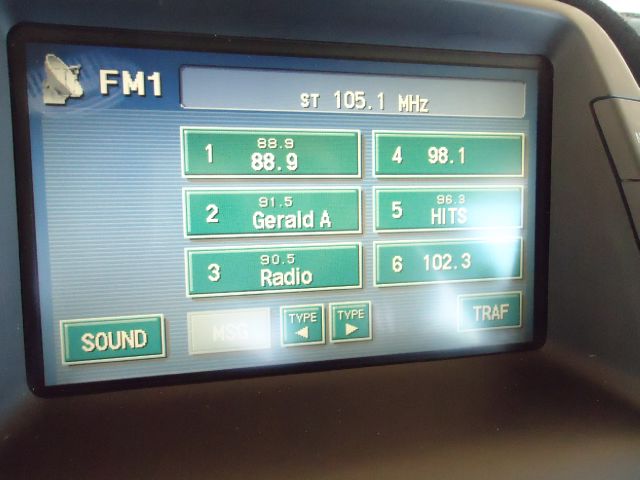 FM1
ST 105.1 MHz
1 88.9
88.9
4 98.1
2 91.5
Gerald A
5 96.3
HITS
3 90.5
Radio
6 102.3
SOUND
MSG
TYPE
TYPE
TRAF